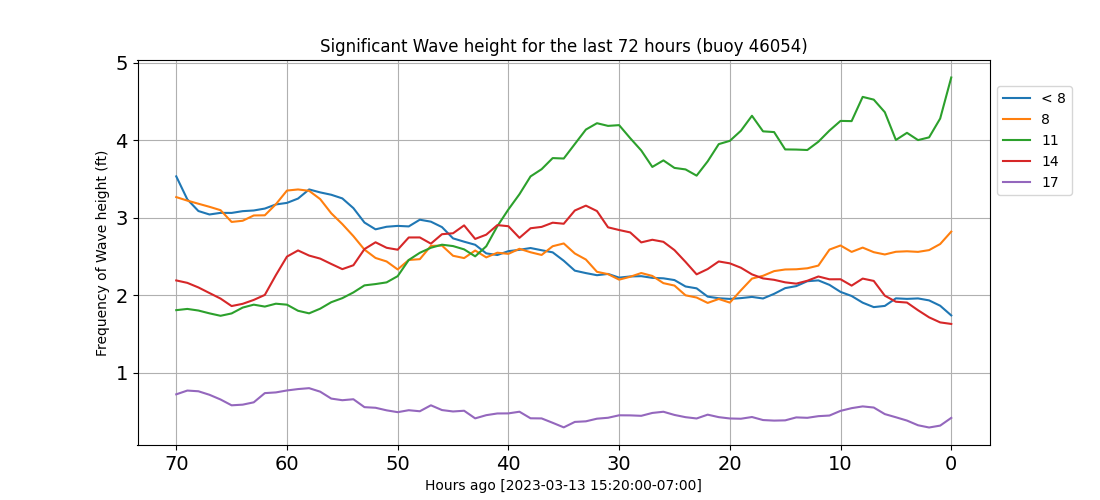 Significant Wave height for the last 72 hours (buoy 46054)
Frequency of Wave height (ft)
5
4
3
2
1
70 60 50 40 30 20 10 0
Hours ago [2023-03-13 15:20:00-07:00]
< 8
8
11
14
17